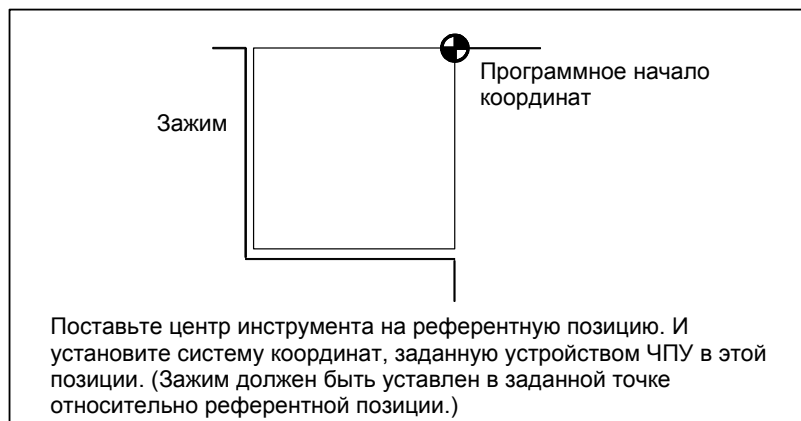 Программное начало
координат
Зажим
Поставьте центр инструмента на референтную позицию. И
установите систему координат, заданную устройством ЧПУ в этой
позиции. (Зажим должен быть уставлен в заданной точке
относительно референтной позиции.)